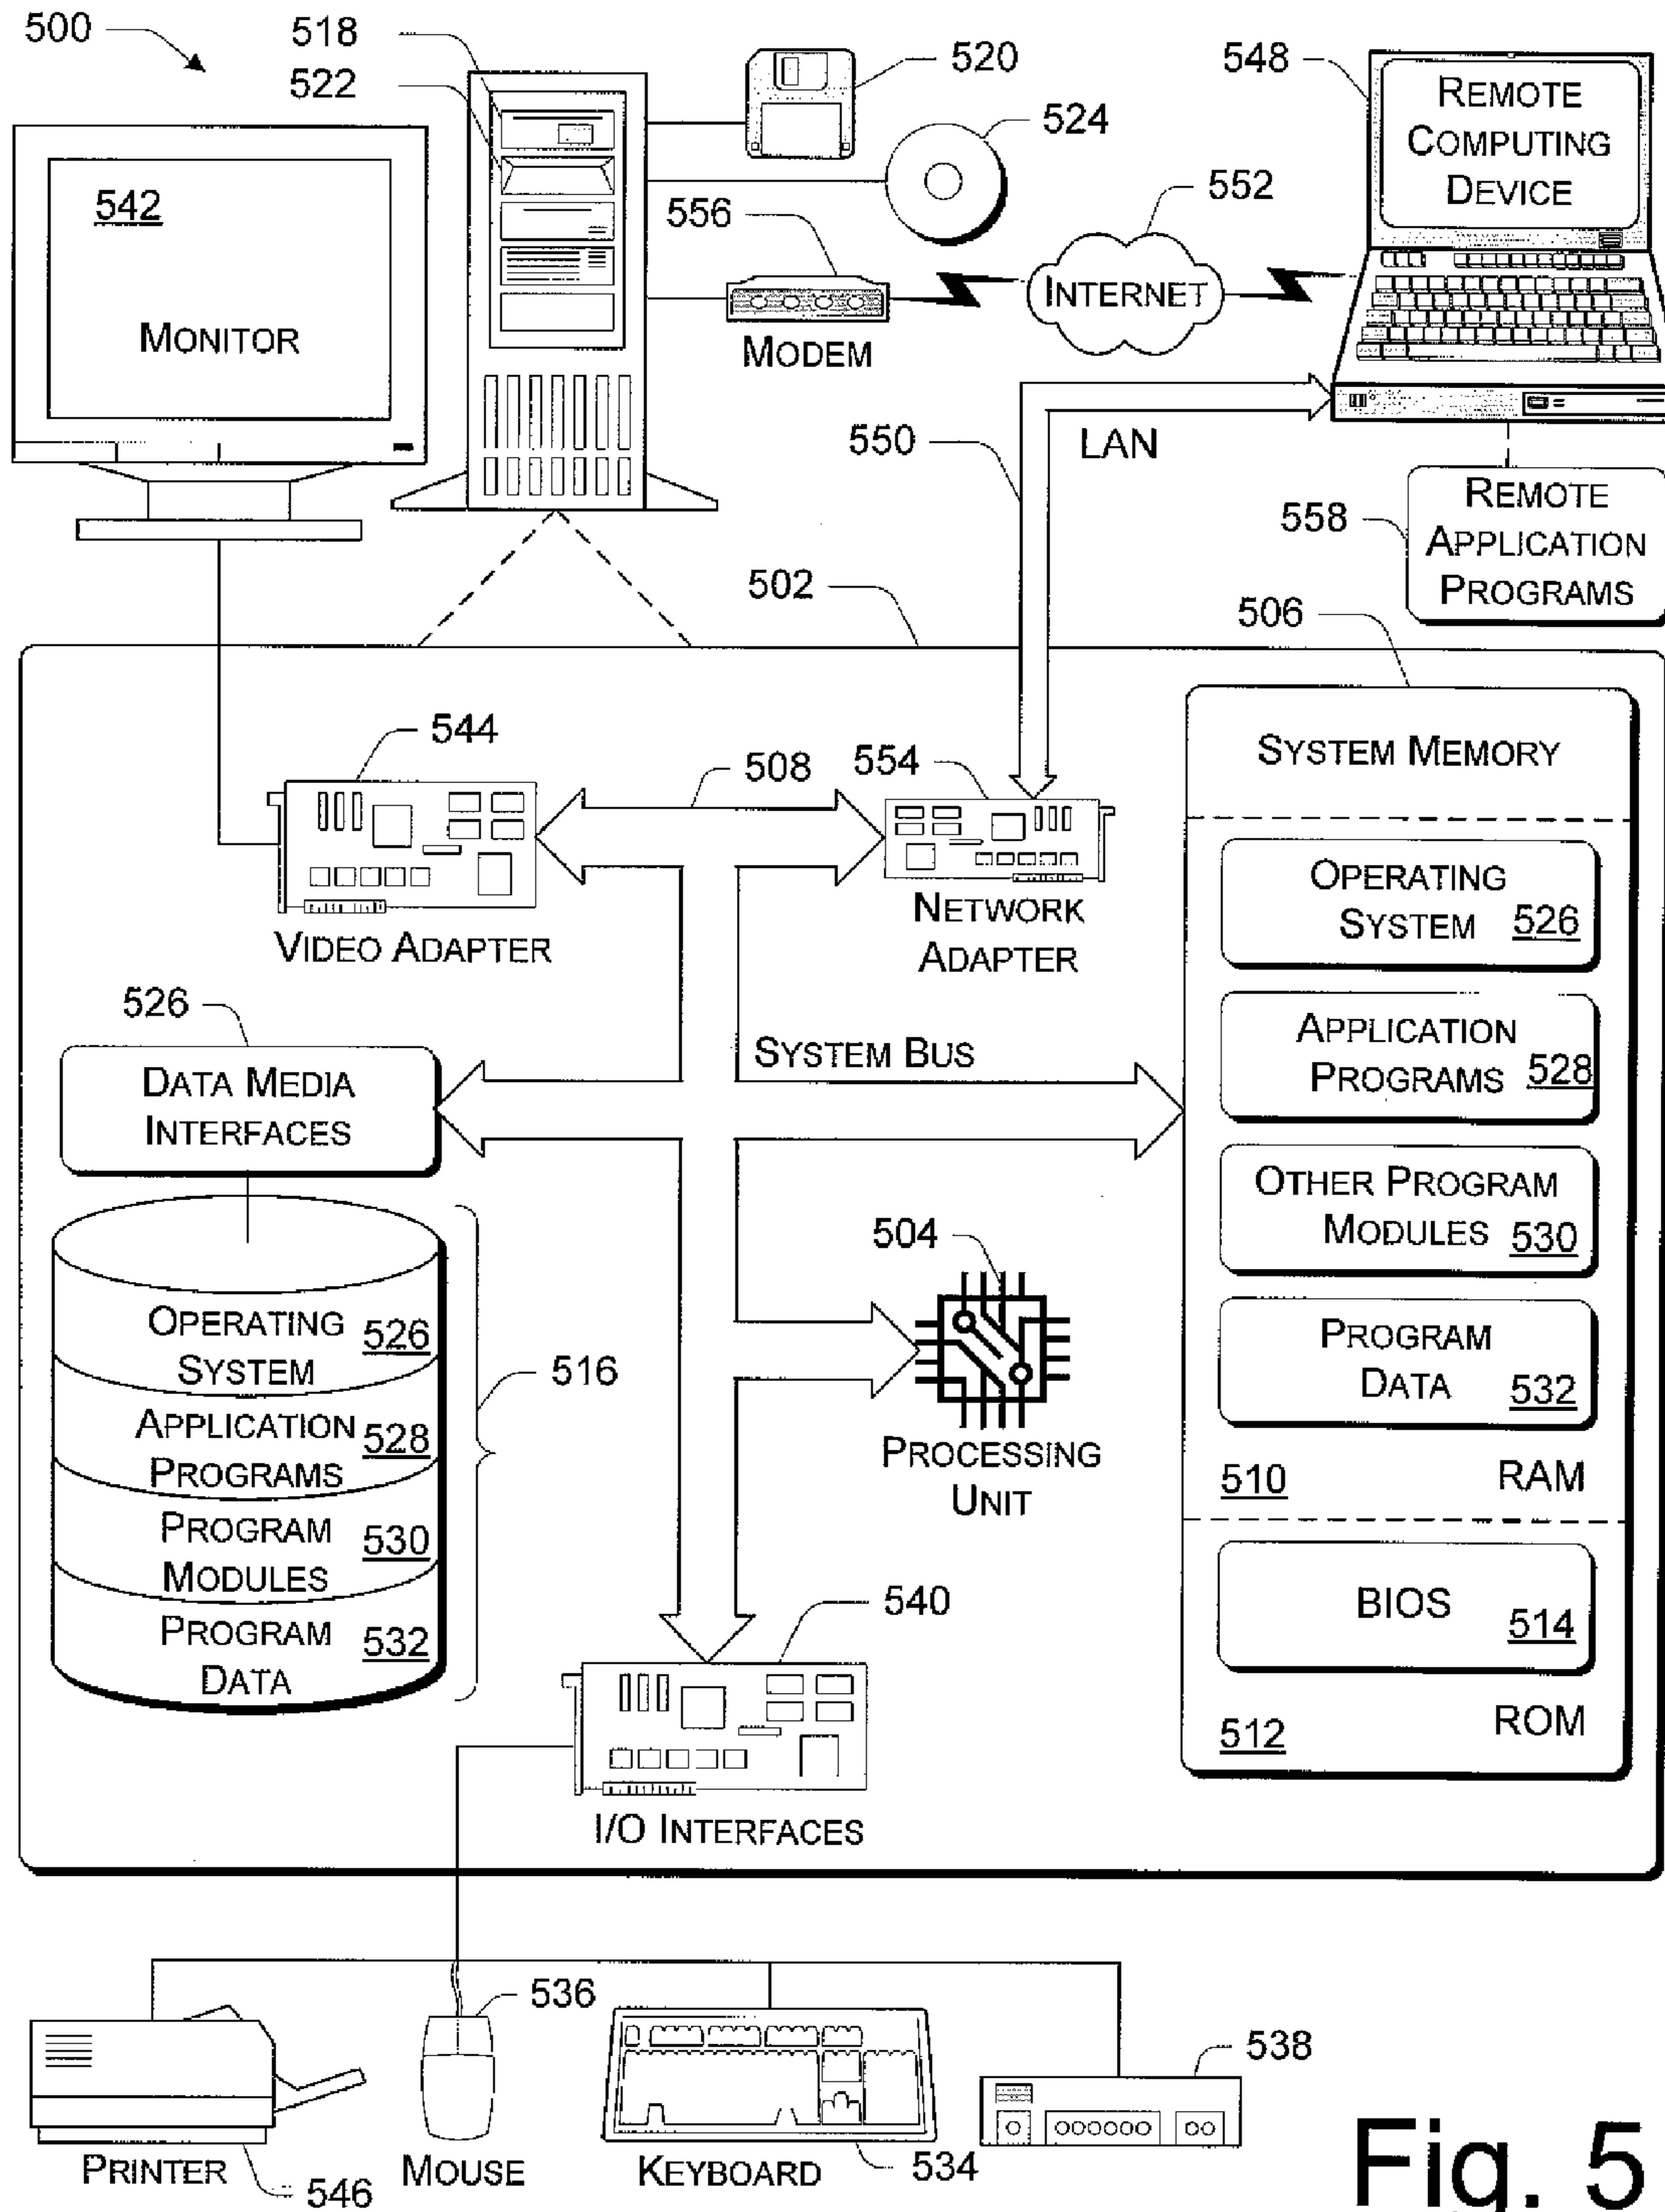 500
518
522
520
524
548
REMOTE
COMPUTING
DEVICE
542
MONITOR
556
MODEM
552
INTERNET
550
LAN
558
REMOTE
APPLICATION
PROGRAMS
502
506
SYSTEM MEMORY
544
VIDEO ADAPTER
508
554
NETWORK
ADAPTER
OPERATING
SYSTEM 526
APPLICATION
PROGRAMS 528
OTHER PROGRAM
MODULES 530
PROGRAM
DATA 532
510 RAM
BIOS 514
512 ROM
526
DATA MEDIA
INTERFACES
SYSTEM BUS
OPERATING
SYSTEM 526
APPLICATION
PROGRAMS 528
PROGRAM
MODULES 530
PROGRAM
DATA 532
516
504
PROCESSING
UNIT
540
I/O INTERFACES
PRINTER
546
536
MOUSE
KEYBOARD
534
538
Fig. 5